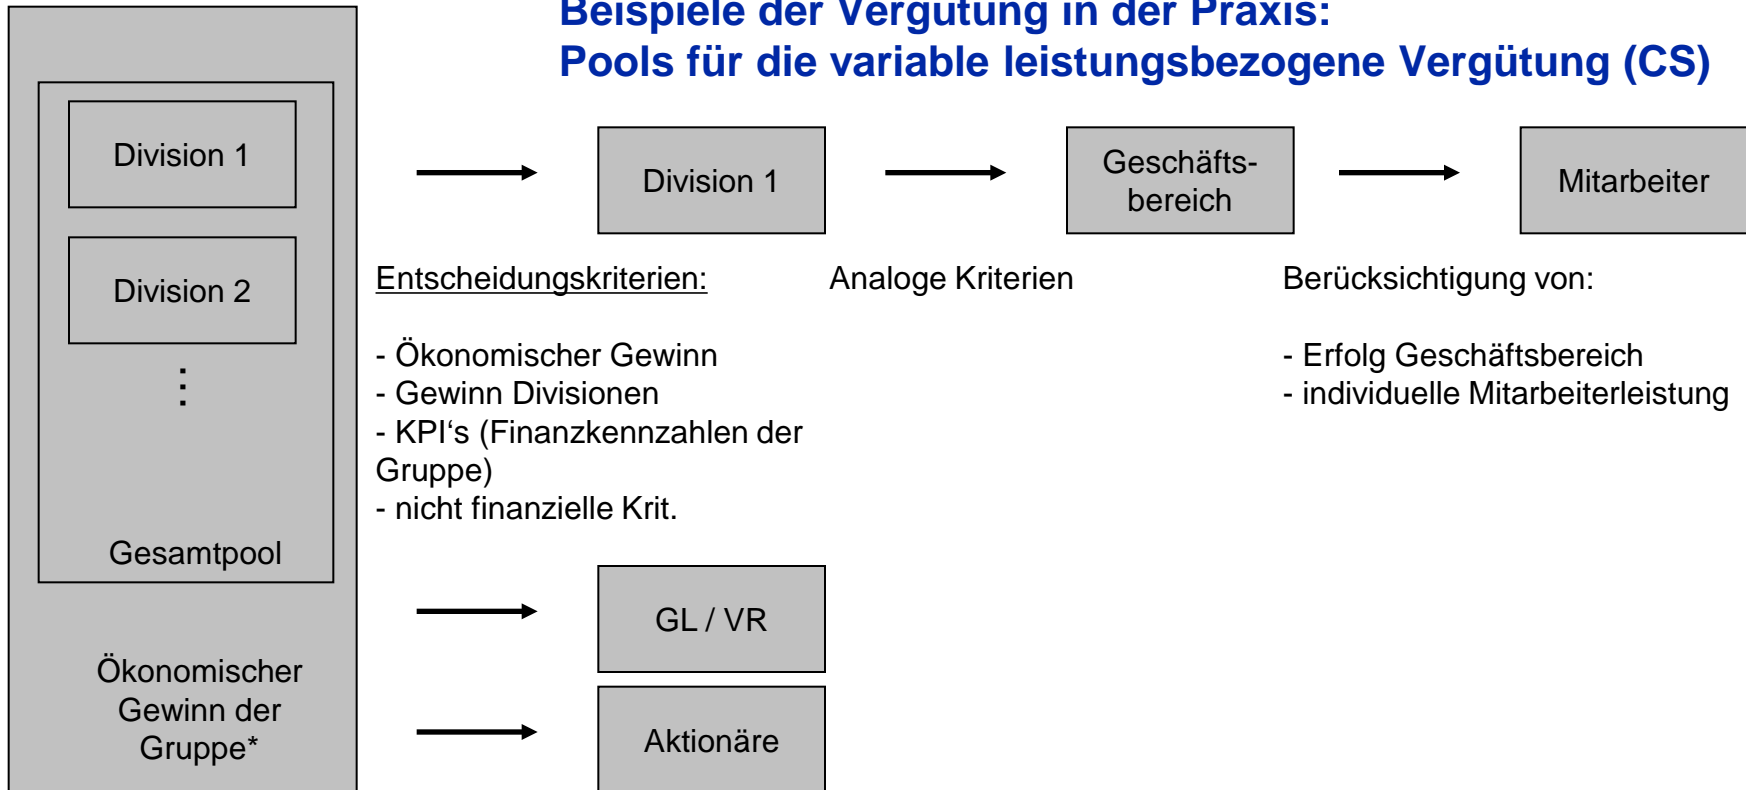 Beispiele der Vergütung in der Praxis:
Pools für die variable leistungsbezogene Vergütung (CS)
Division 1
Division 2
...
Gesamtpool
Ökonomischer
Gewinn der
Gruppe*
Division 1
Geschäfts-
bereich
Mitarbeiter
Entscheidungskriterien:
- Ökonomischer Gewinn
- Gewinn Divisionen
- KPI‘s (Finanzkennzahlen der
Gruppe)
- nicht finanzielle Krit.
Analoge Kriterien
Berücksichtigung von:
- Erfolg Geschäftsbereich
- individuelle Mitarbeiterleistung
GL / VR
Aktionäre